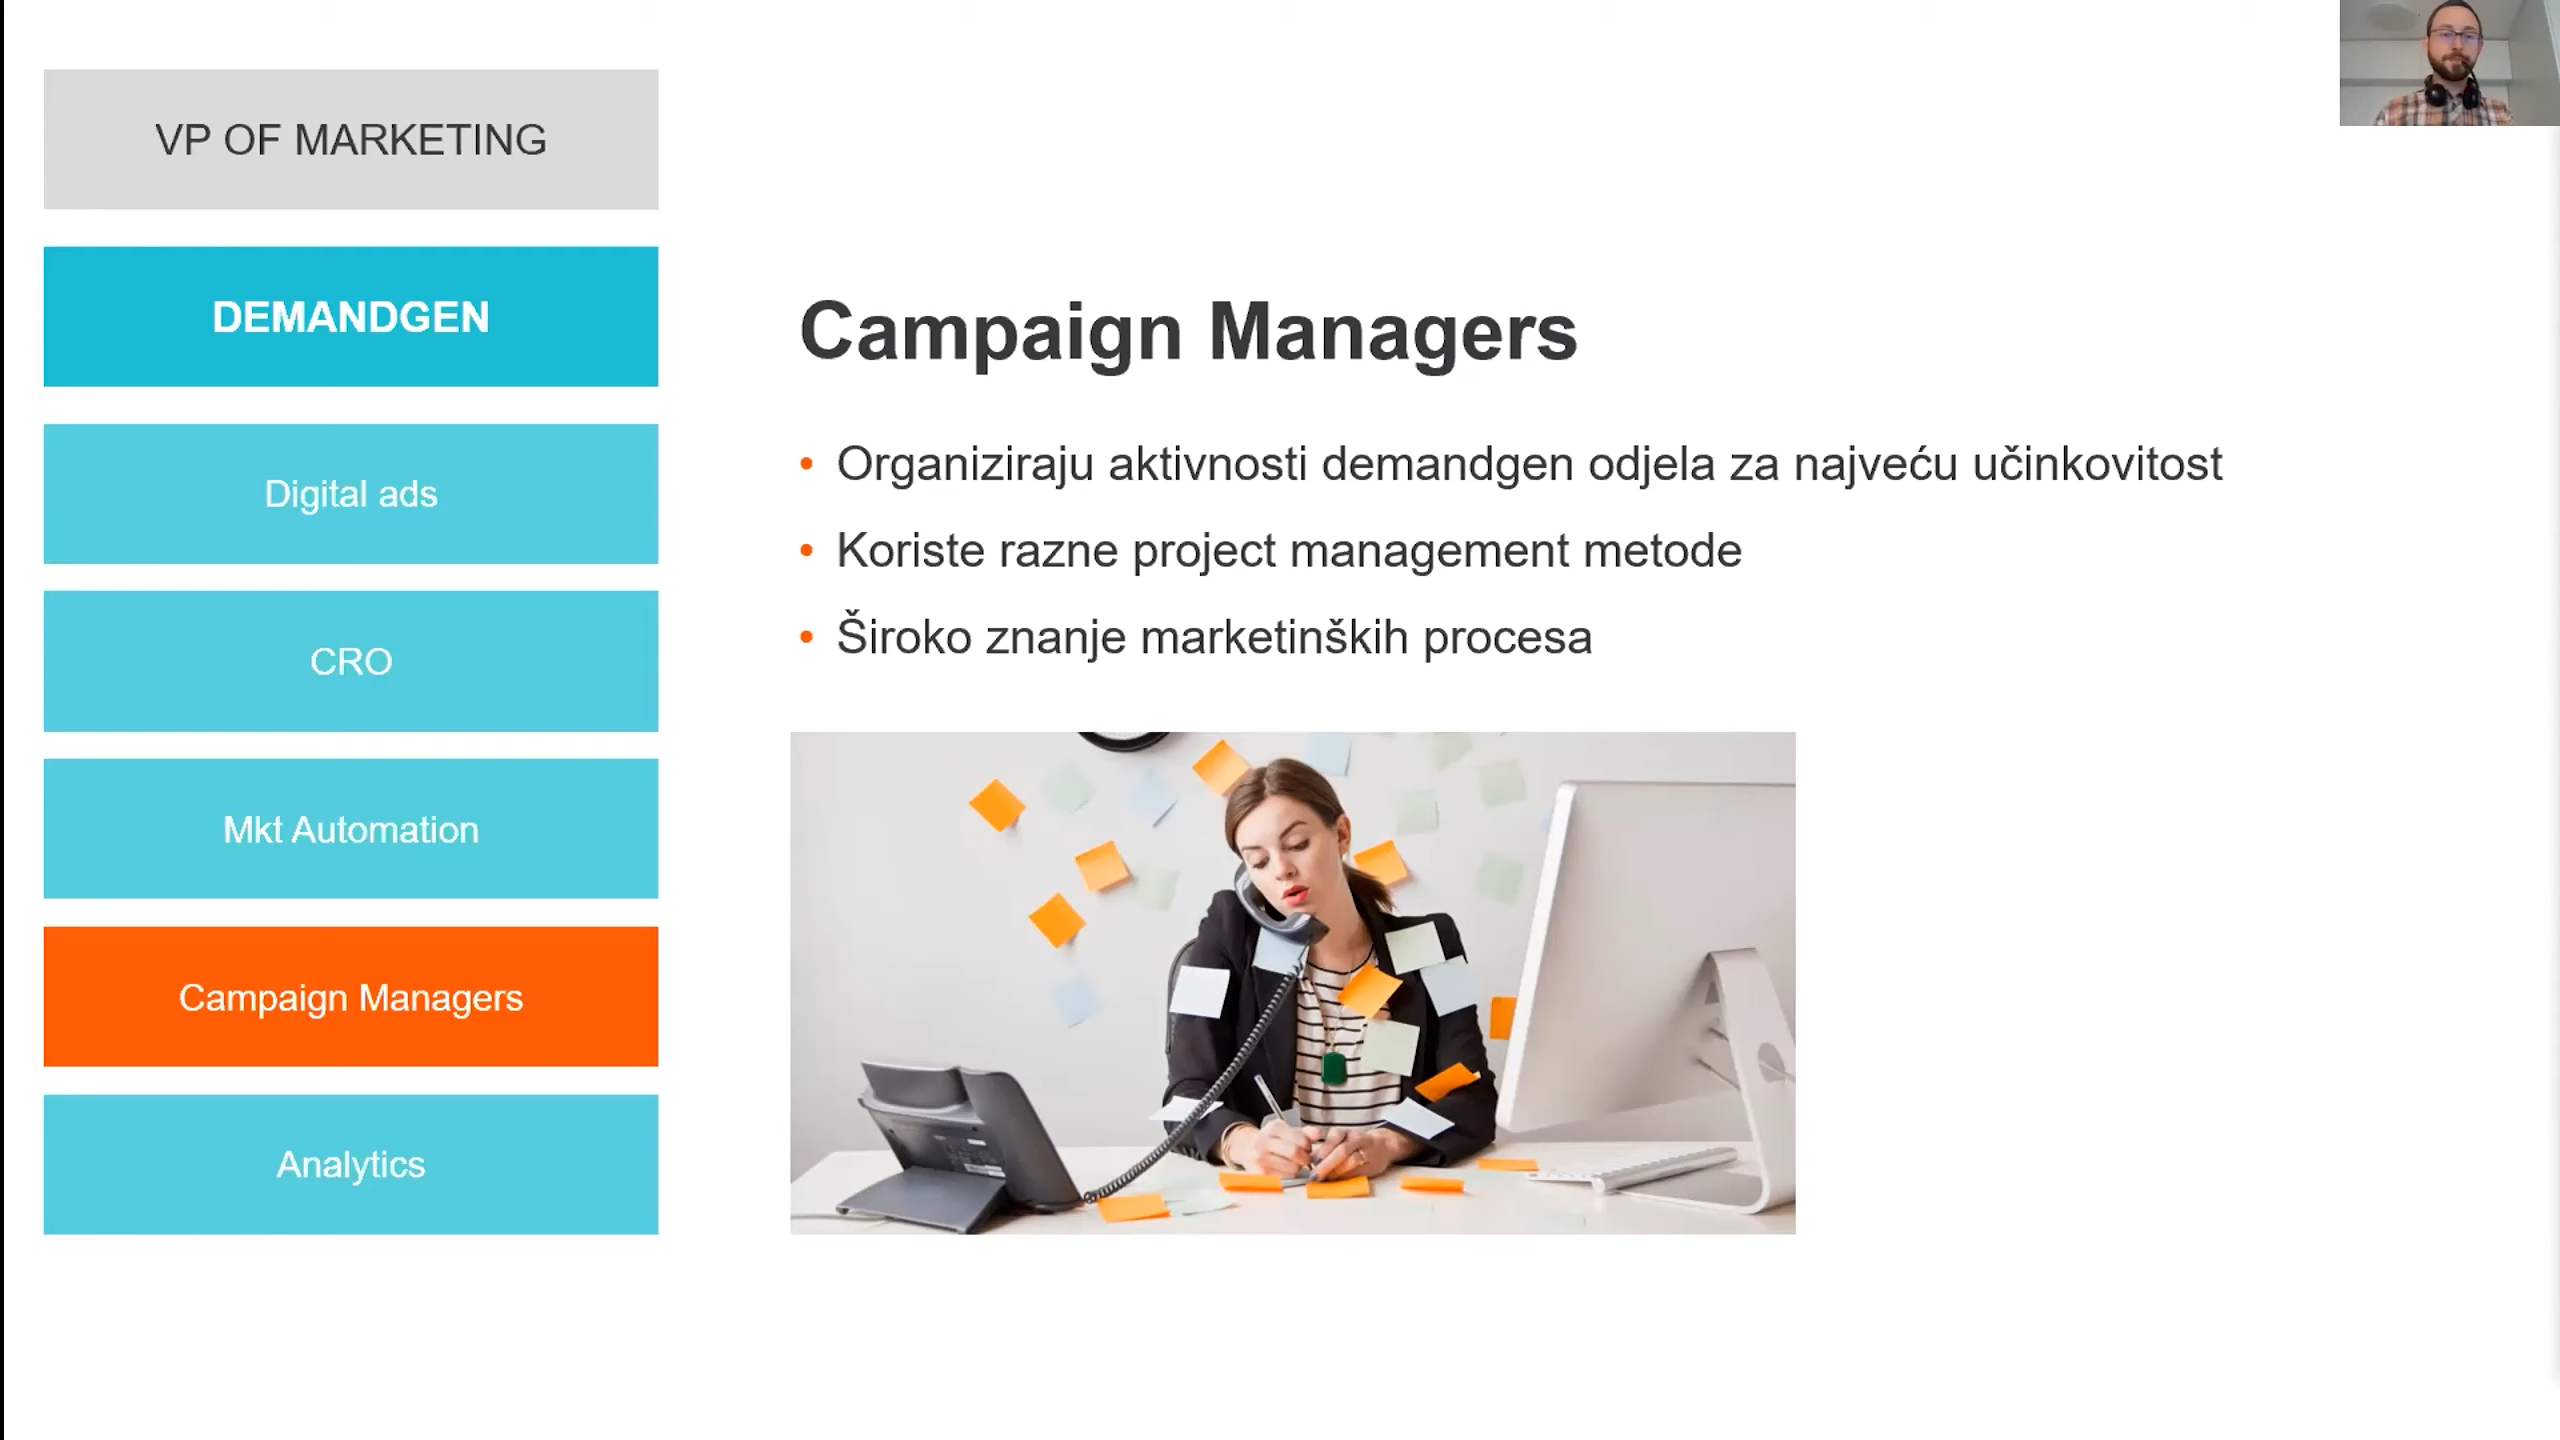 VP OF MARKETING
DEMANDGEN
Digital ads
CRO
Mkt Automation
Campaign Managers
Analytics
Campaign Managers
• Organiziraju aktivnosti demandgen odjela za najveću učinkovitost
• Koriste razne project management metode
• Široko znanje marketinških procesa